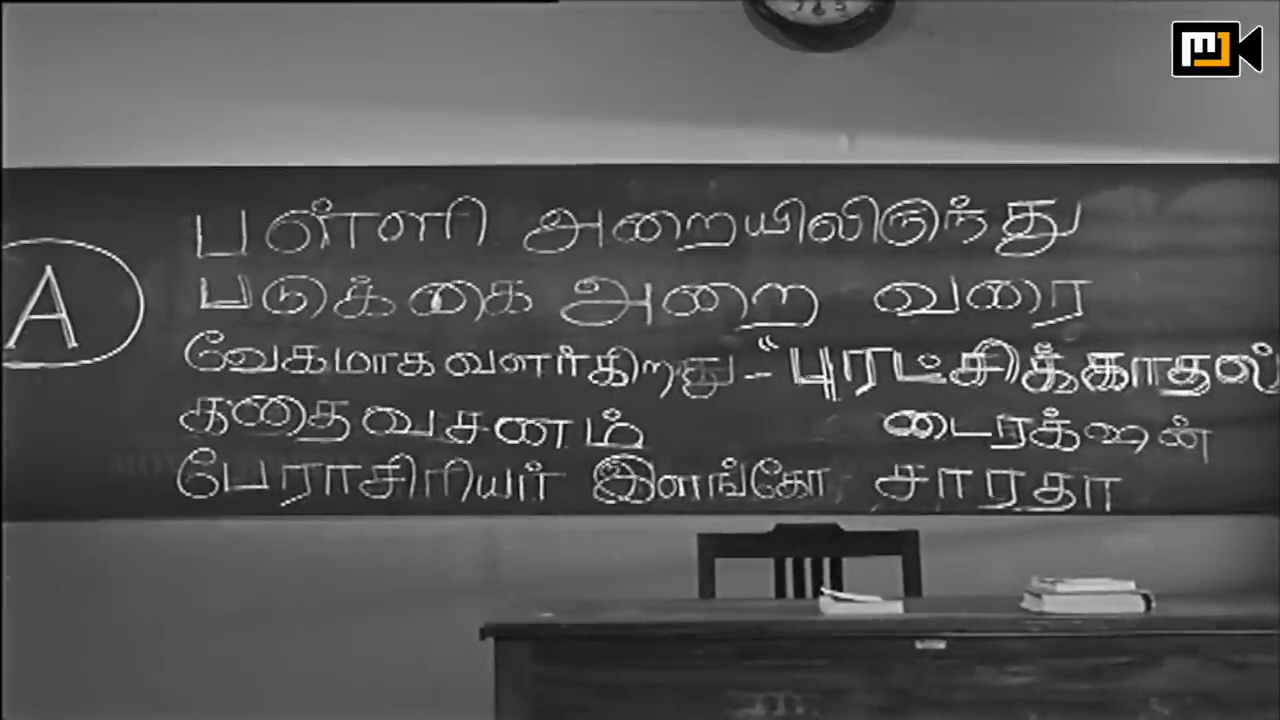 பள்ளி அறையிலிருந்து
A
படுக்கை அறை வரை
வேகமாக வளர்கிறது - "புரட்சிக்காதல்
கதை வசனம் டைரக்ஷன்
பேராசிரியர் இளங்கோ சாரதா